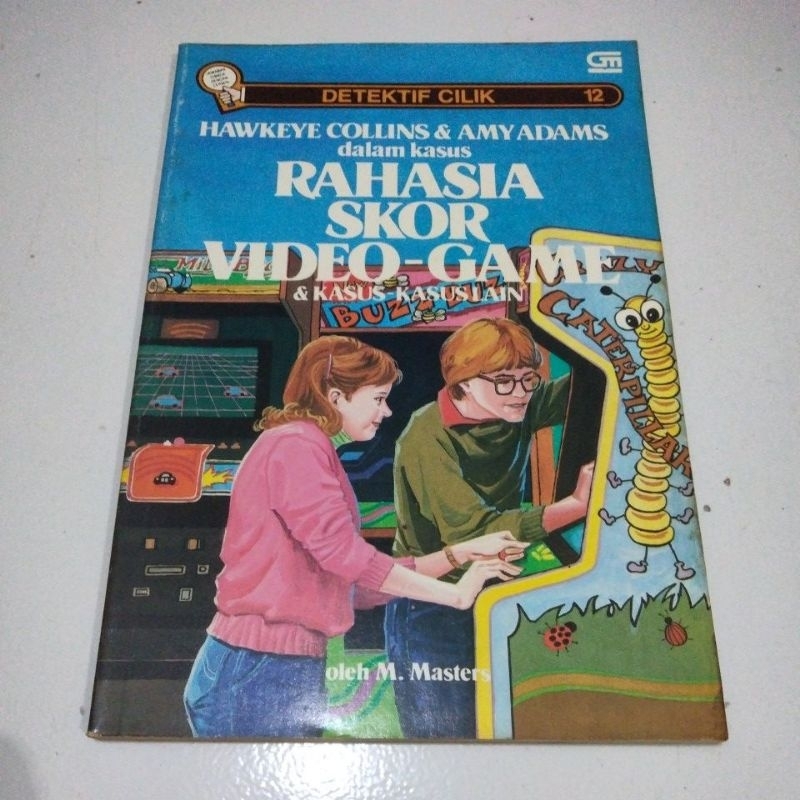 GM
DETEKTIF CILIK 12
HAWKEYE COLLINS & AMY ADAMS
dalam kasus
RAHASIA
SKOR
VIDEO-GAME
& KASUS-KASUS LAIN
CATERPILLAR
oleh M. Masters